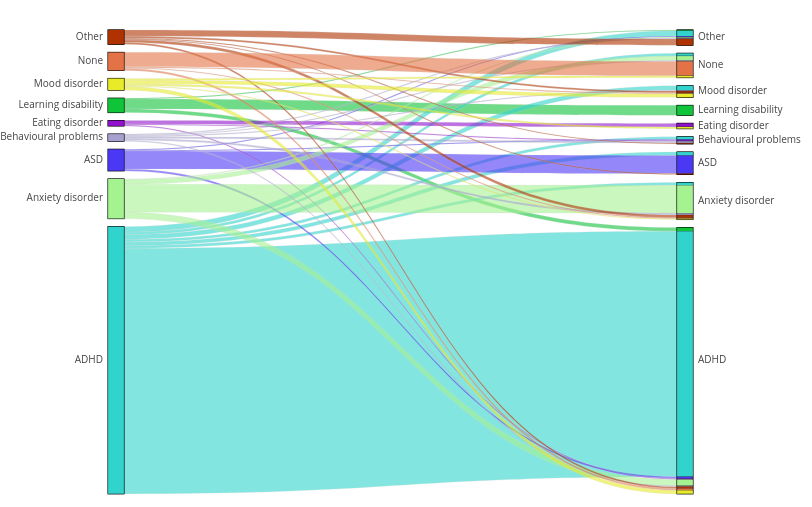 Other
None
Mood disorder
Learning disability
Eating disorder
Behavioural problems
ASD
Anxiety disorder
ADHD
Other
None
Mood disorder
Learning disability
Eating disorder
Behavioural problems
ASD
Anxiety disorder
ADHD